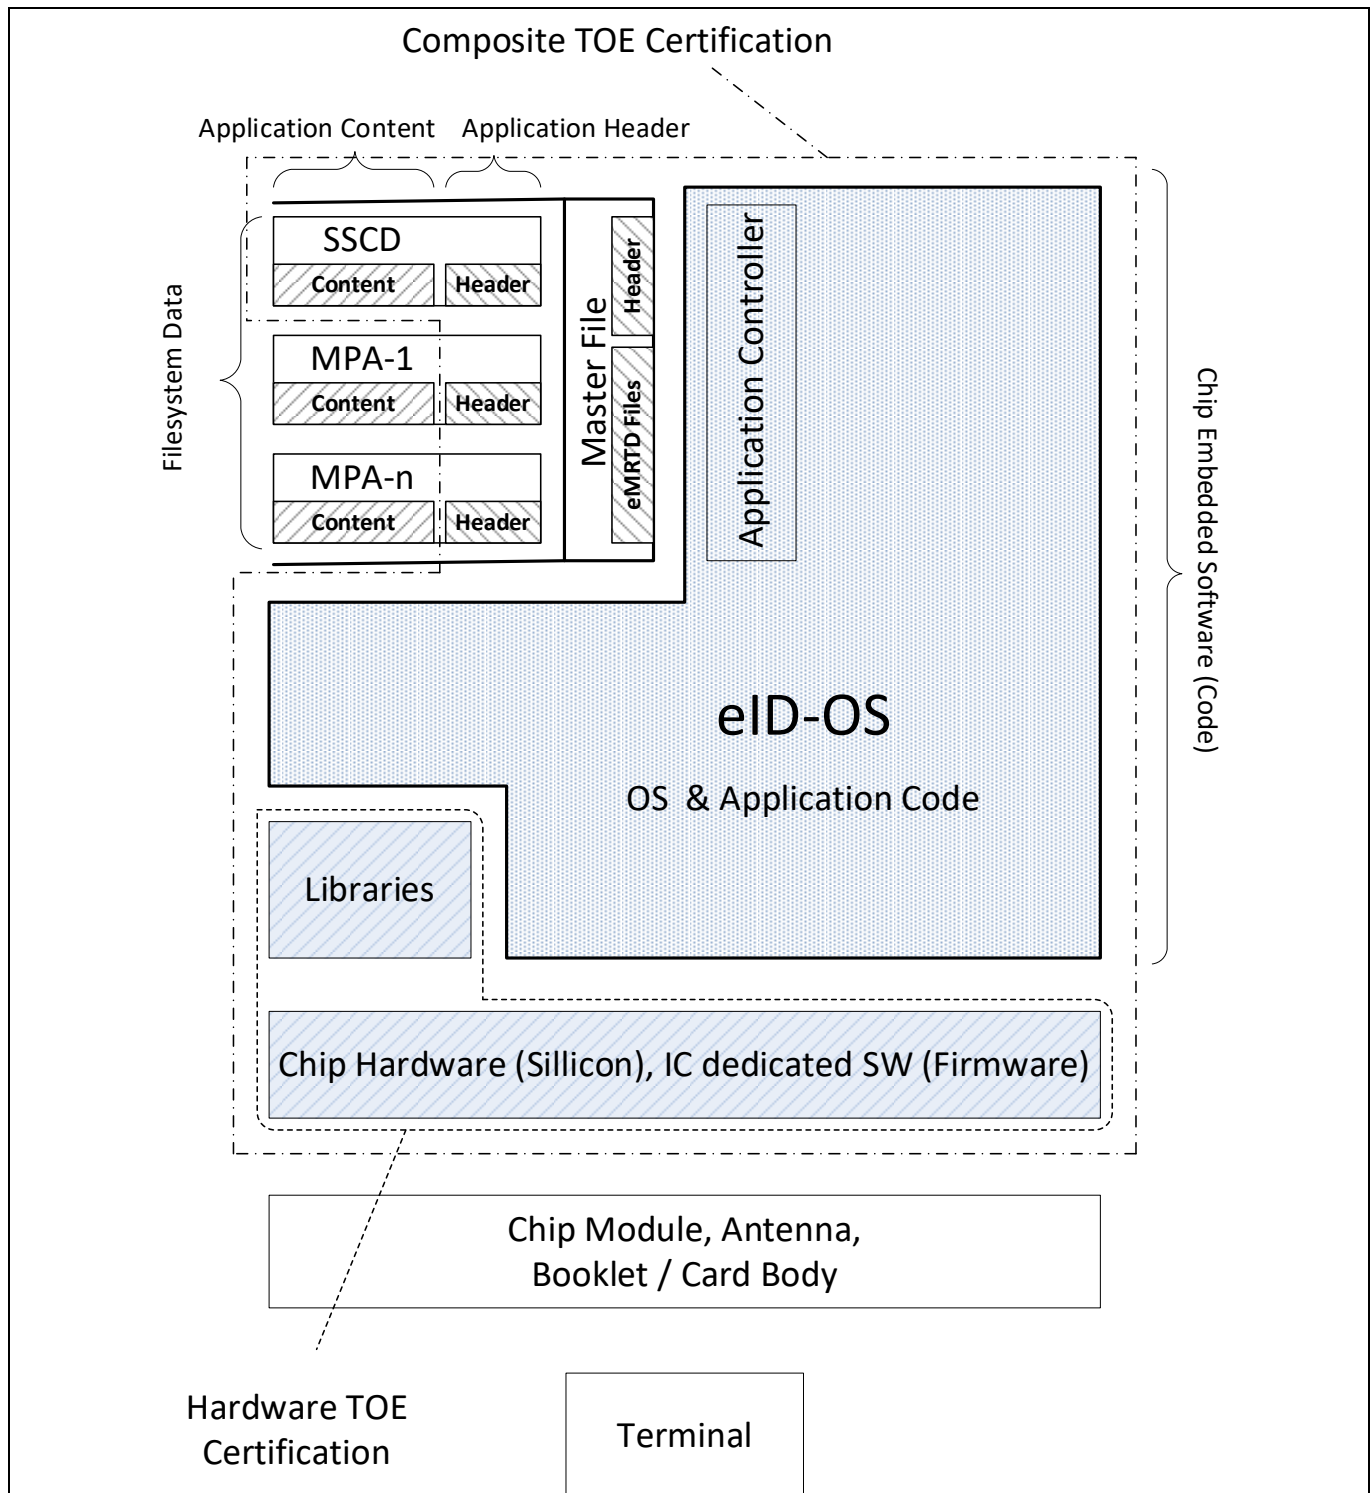 Composite TOE Certification
Application Content
Application Header
SSCD
Content
Header
MPA-1
Content
Header
MPA-n
Content
Header
Filesystem Data
Master File
Header
eMRTD Files
Application Controller
Chip Embedded Software (Code)
eID-OS
OS & Application Code
Libraries
Chip Hardware (Sillicon), IC dedicated SW (Firmware)
Chip Module, Antenna,
Booklet / Card Body
Hardware TOE
Certification
Terminal